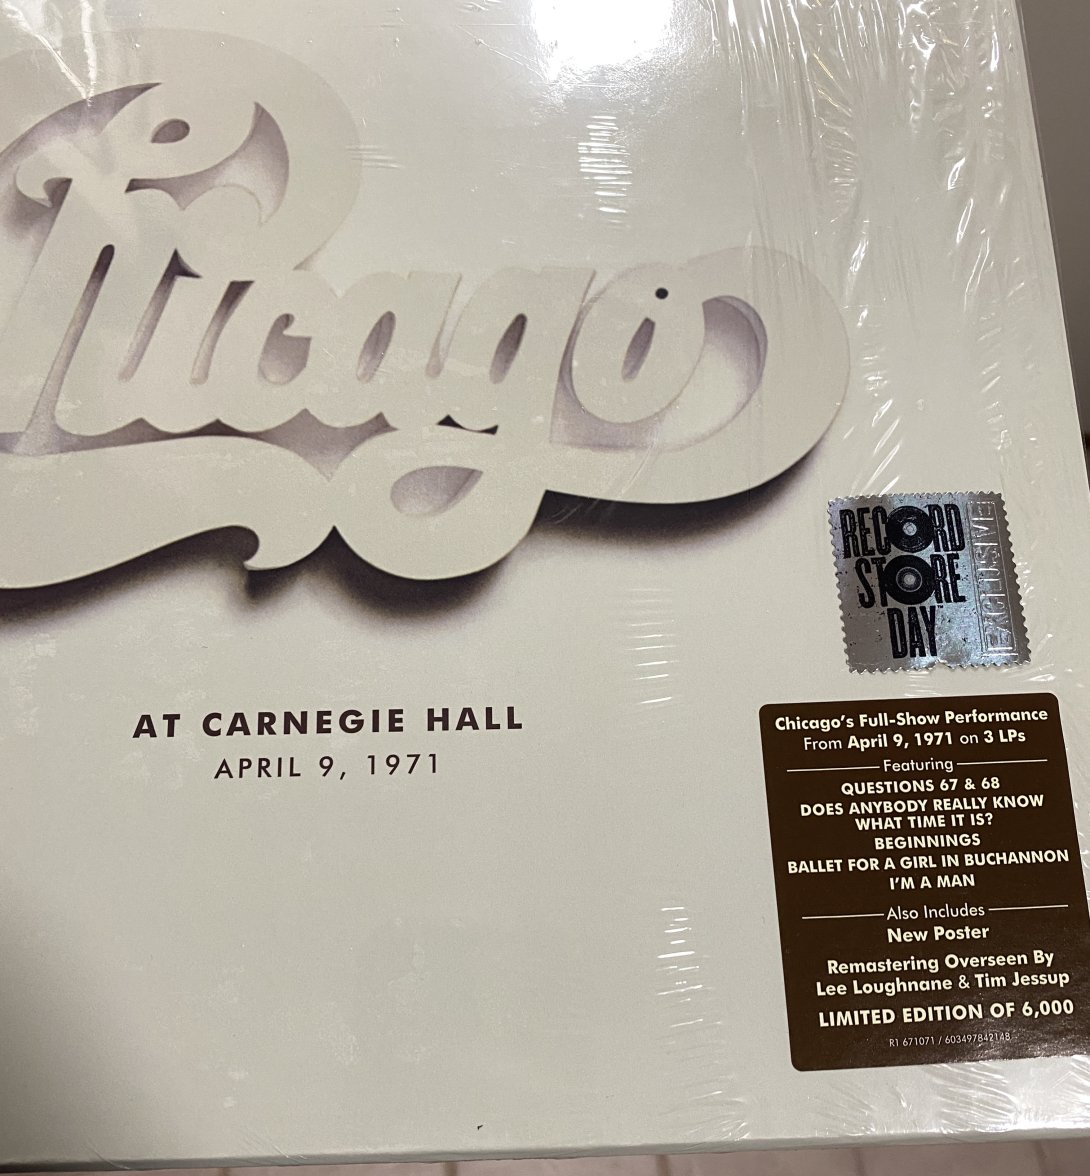 Chicago
RECORD
STORE
DAY
EXCLUSIVE
AT CARNEGIE HALL
APRIL 9, 1971
Chicago's Full-Show Performance
From April 9, 1971 on 3 LPs
Featuring
QUESTIONS 67 & 68
DOES ANYBODY REALLY KNOW
WHAT TIME IT IS?
BEGINNINGS
BALLET FOR A GIRL IN BUCHANNON
I'M A MAN
Also Includes
New Poster
Remastering Overseen By
Lee Loughnane & Tim Jessup
LIMITED EDITION OF 6,000
R1 671071 / 603497842148